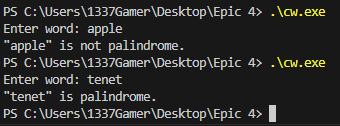 PS C:\Users\1337Gamer\Desktop\Epic 4> .\cw.exe
Enter word: apple
"apple" is not palindrome.
PS C:\Users\1337Gamer\Desktop\Epic 4> .\cw.exe
Enter word: tenet
"tenet" is palindrome.
PS C:\Users\1337Gamer\Desktop\Epic 4>